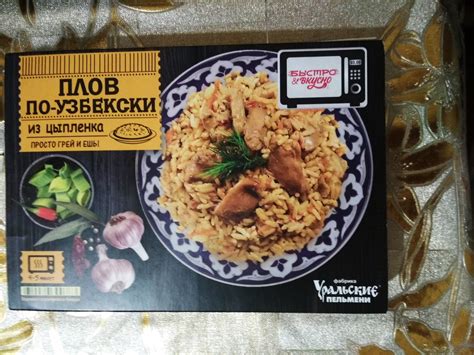 ПЛОВ
ПО-УЗБЕКСКИ
ИЗ ЦЫПЛЕНКА
ПРОСТО ГРЕЙ И ЕШЬ!
БЫСТРО
&ВКУСНО
фабрика
Уральские
ПЕЛЬМЕНИ